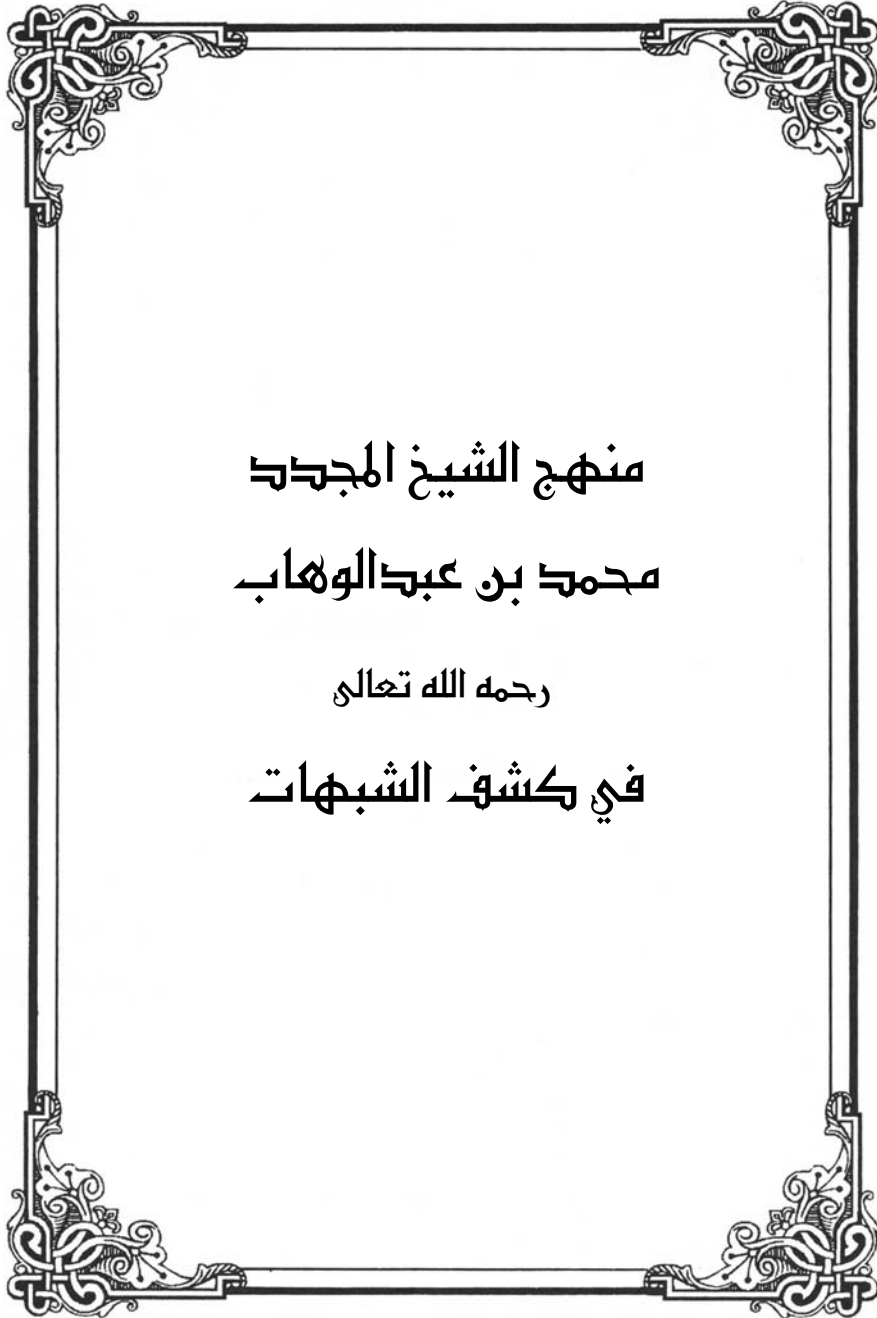 منهج الشيخ المجدد
محمد بن عبدالوهاب
رحمه الله تعالى
في كشف الشبهات